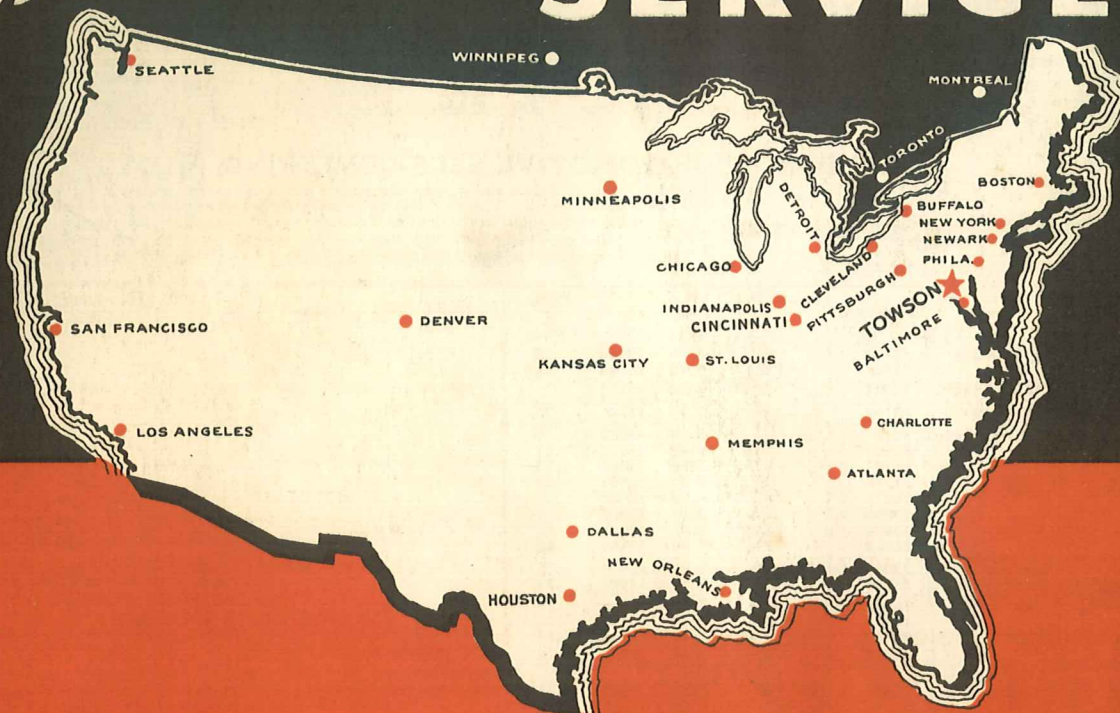 SERVICE
WINNIPEG
SEATTLE
MONTREAL
TORONTO
BOSTON
MINNEAPOLIS
DETROIT
BUFFALO
NEW YORK
NEWARK
CHICAGO
CLEVELAND
PHILA.
PITTSBURGH
INDIANAPOLIS
CINCINNATI
TOWSON
BALTIMORE
SAN FRANCISCO
DENVER
KANSAS CITY
ST. LOUIS
LOS ANGELES
CHARLOTTE
MEMPHIS
ATLANTA
DALLAS
NEW ORLEANS
HOUSTON